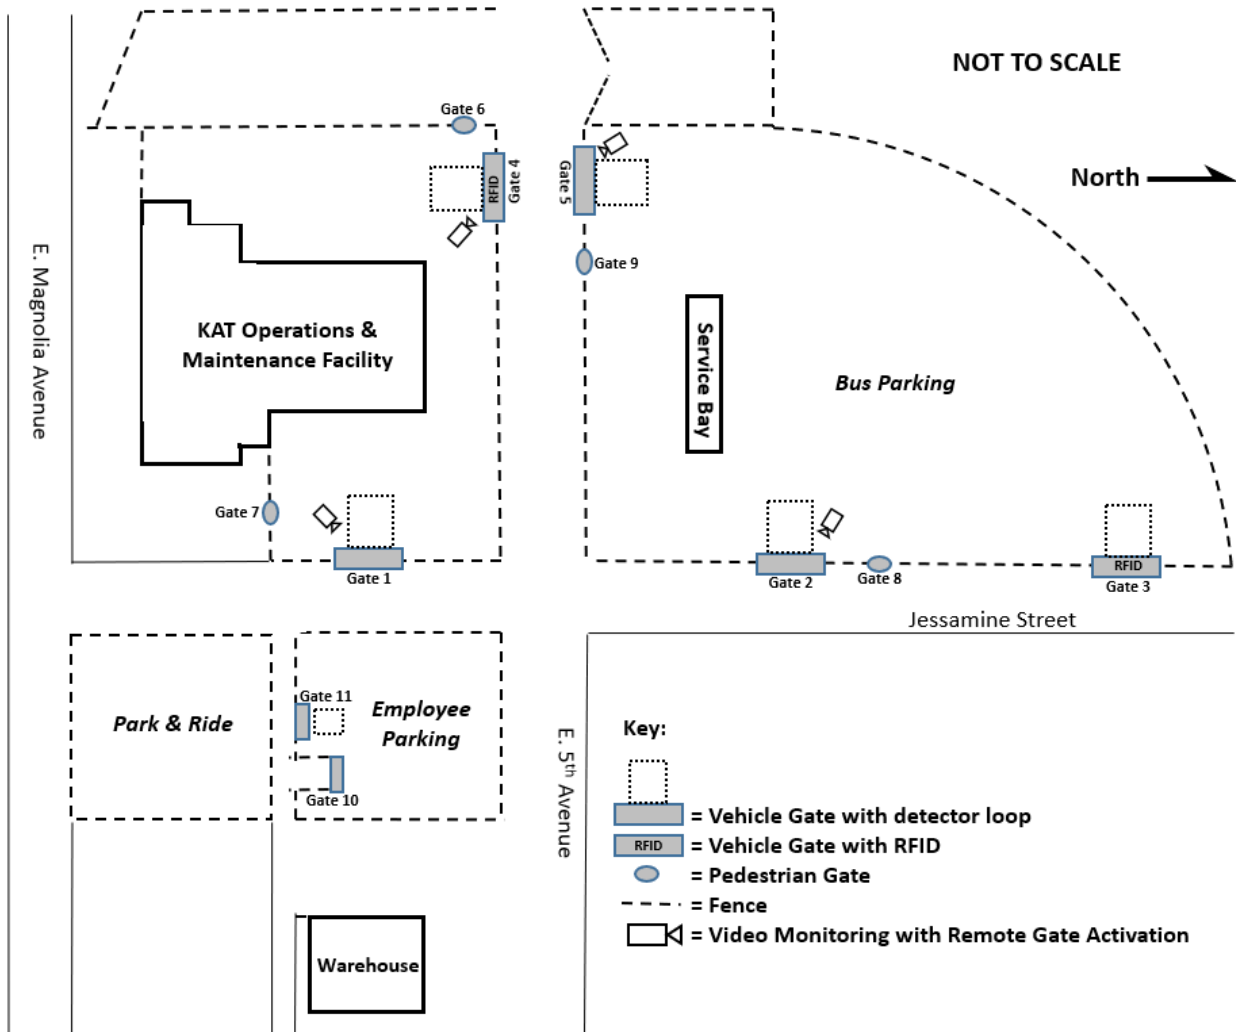 NOT TO SCALE
Gate 6
RFID
Gate 4
Gate 5
North
E. Magnolia Avenue
Gate 9
KAT Operations &
Maintenance Facility
Service Bay
Bus Parking
Gate 7
Gate 1
Gate 2
Gate 8
RFID
Gate 3
Jessamine Street
Park & Ride
Gate 11
Employee
Parking
Gate 10
E. 5th Avenue
Key:
= Vehicle Gate with detector loop
RFID = Vehicle Gate with RFID
= Pedestrian Gate
= Fence
= Video Monitoring with Remote Gate Activation
Warehouse